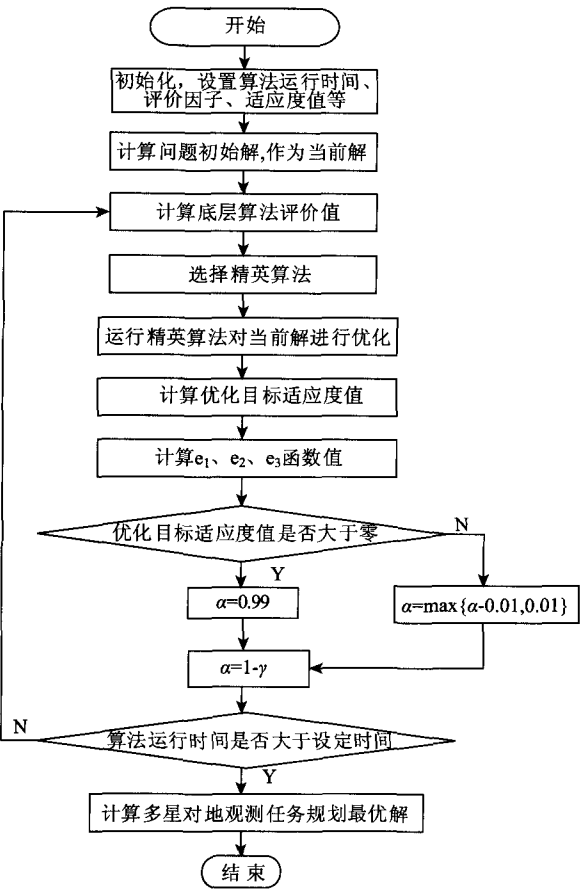 开始
初始化，设置算法运行时间、
评价因子、适应度值等
计算问题初始解,作为当前解
计算底层算法评价值
选择精英算法
运行精英算法对当前解进行优化
计算优化目标适应度值
计算e₁、e₂、e₃函数值
优化目标适应度值是否大于零
N
Y
α=0.99
α=max{α-0.01,0.01}
α=1-γ
N
算法运行时间是否大于设定时间
Y
计算多星对地观测任务规划最优解
结束